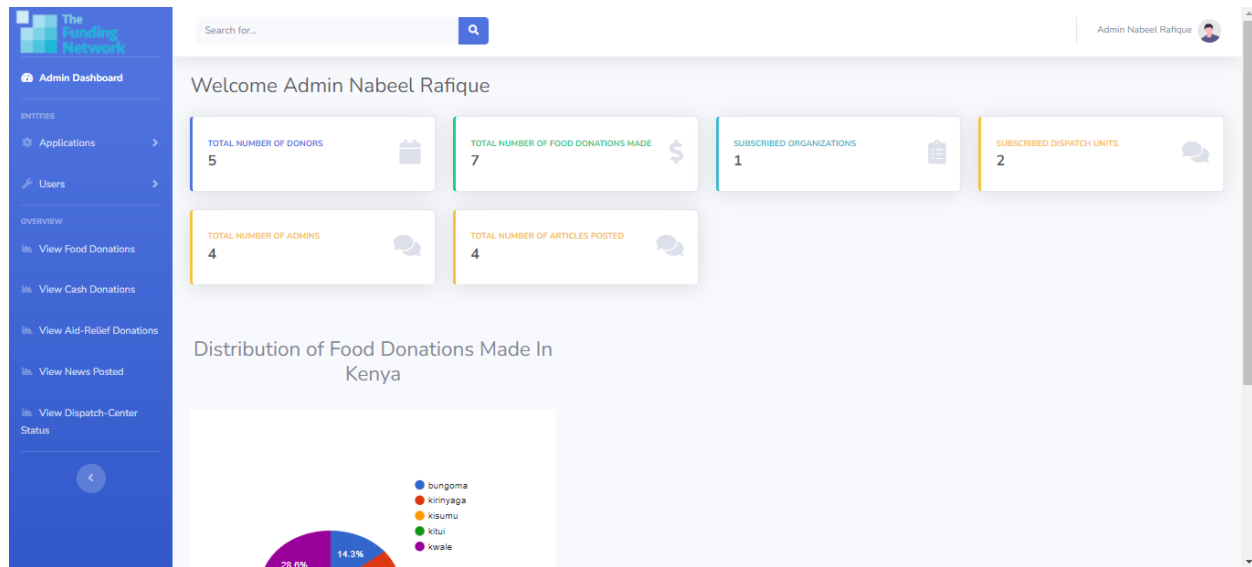 The
Funding
Network
Search for...
Admin Nabeel Rafique
Admin Dashboard
Welcome Admin Nabeel Rafique
ENTITIES
Applications
Users
TOTAL NUMBER OF DONORS
5
TOTAL NUMBER OF FOOD DONATIONS MADE
7
SUBSCRIBED ORGANIZATIONS
1
SUBSCRIBED DISPATCH UNITS
2
OVERVIEW
View Food Donations
View Cash Donations
View Aid-Relief Donations
View News Posted
View Dispatch-Center
Status
TOTAL NUMBER OF ADMINS
4
TOTAL NUMBER OF ARTICLES POSTED
4
Distribution of Food Donations Made In
Kenya
bungoma
kirinyaga
kisumu
kitui
kwale
14.3%
28.6%